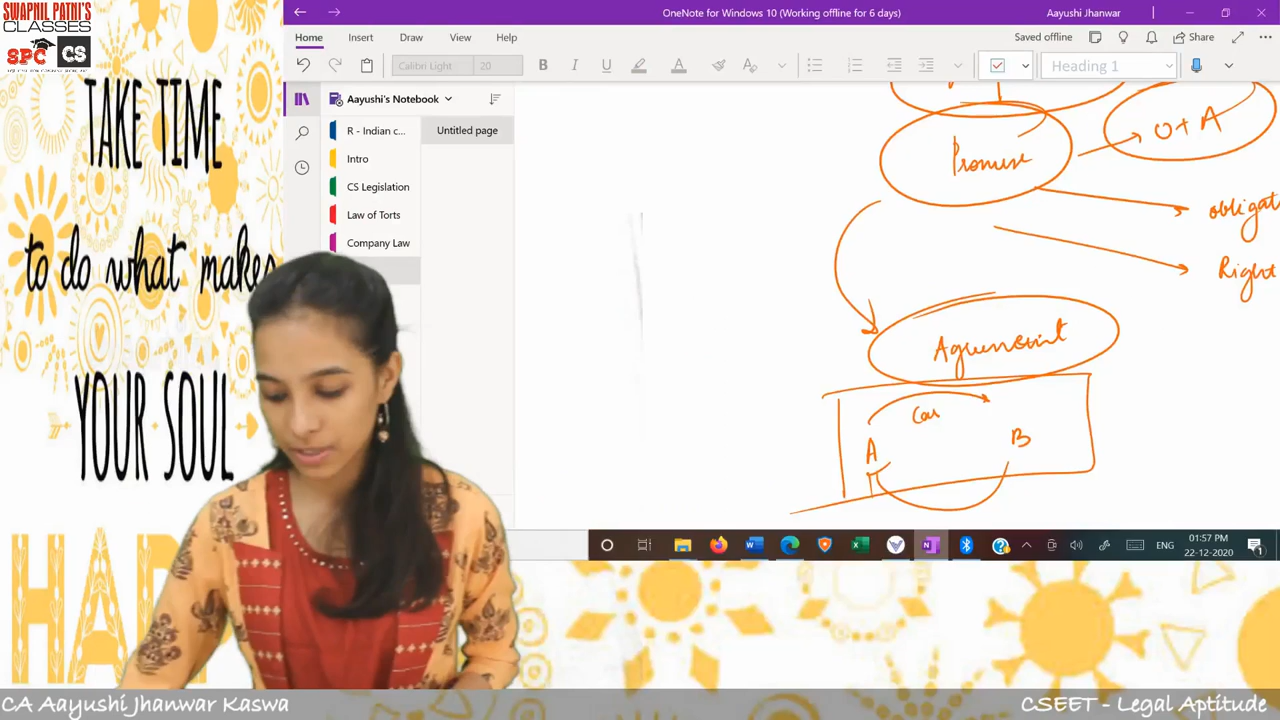 SWAPNIL PATNI'S
CLASSES
SPC CS
TAKE TIME
to do what makes
YOUR SOUL
HAP
OneNote for Windows 10 (Working offline for 6 days)
Aayushi Jhanwar
Home Insert Draw View Help
Saved offline
Share
Calibri Light 20 B I U A Heading 1
Aayushi's Notebook
Untitled page
R - Indian c...
Intro
CS Legislation
Law of Torts
Company Law
Promise
O + A
obligat
Right
Agreement
Car
A B
ENG
01:57 PM
22-12-2020
CA Aayushi Jhanwar Kaswa
CSEET - Legal Aptitude